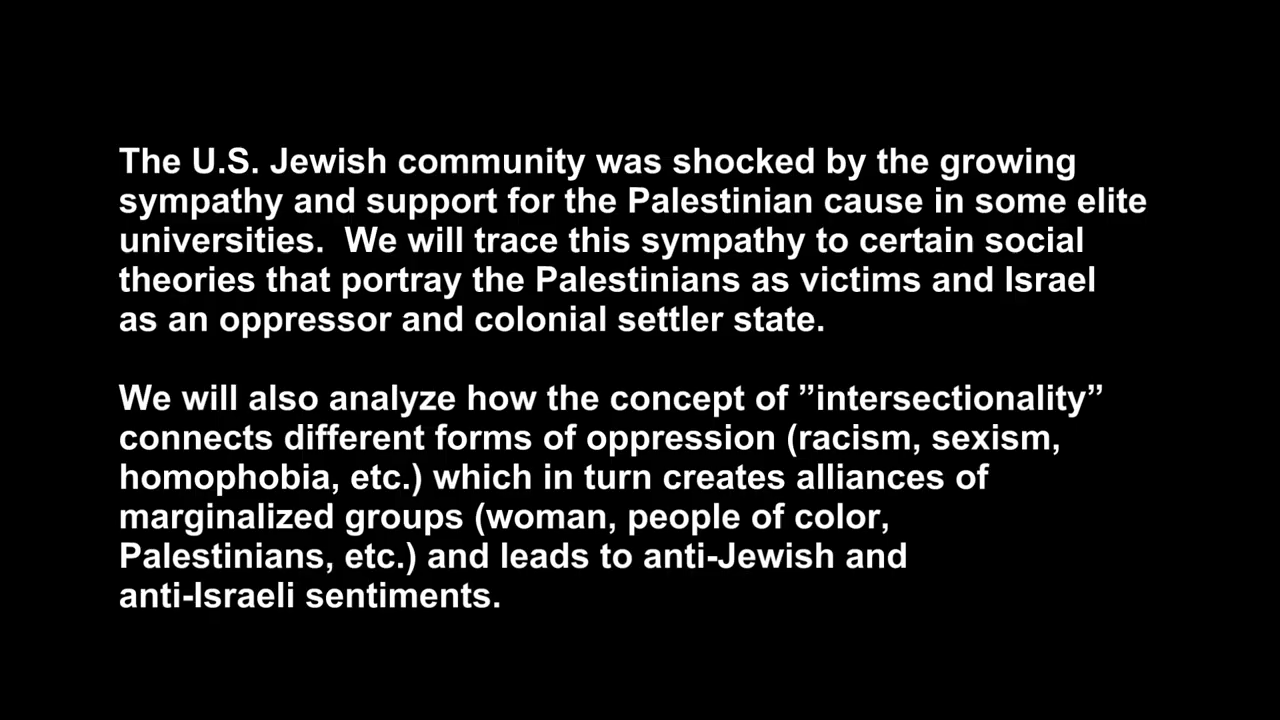 The U.S. Jewish community was shocked by the growing
sympathy and support for the Palestinian cause in some elite
universities.  We will trace this sympathy to certain social
theories that portray the Palestinians as victims and Israel
as an oppressor and colonial settler state.
We will also analyze how the concept of ”intersectionality”
connects different forms of oppression (racism, sexism,
homophobia, etc.) which in turn creates alliances of
marginalized groups (woman, people of color,
Palestinians, etc.) and leads to anti-Jewish and
anti-Israeli sentiments.